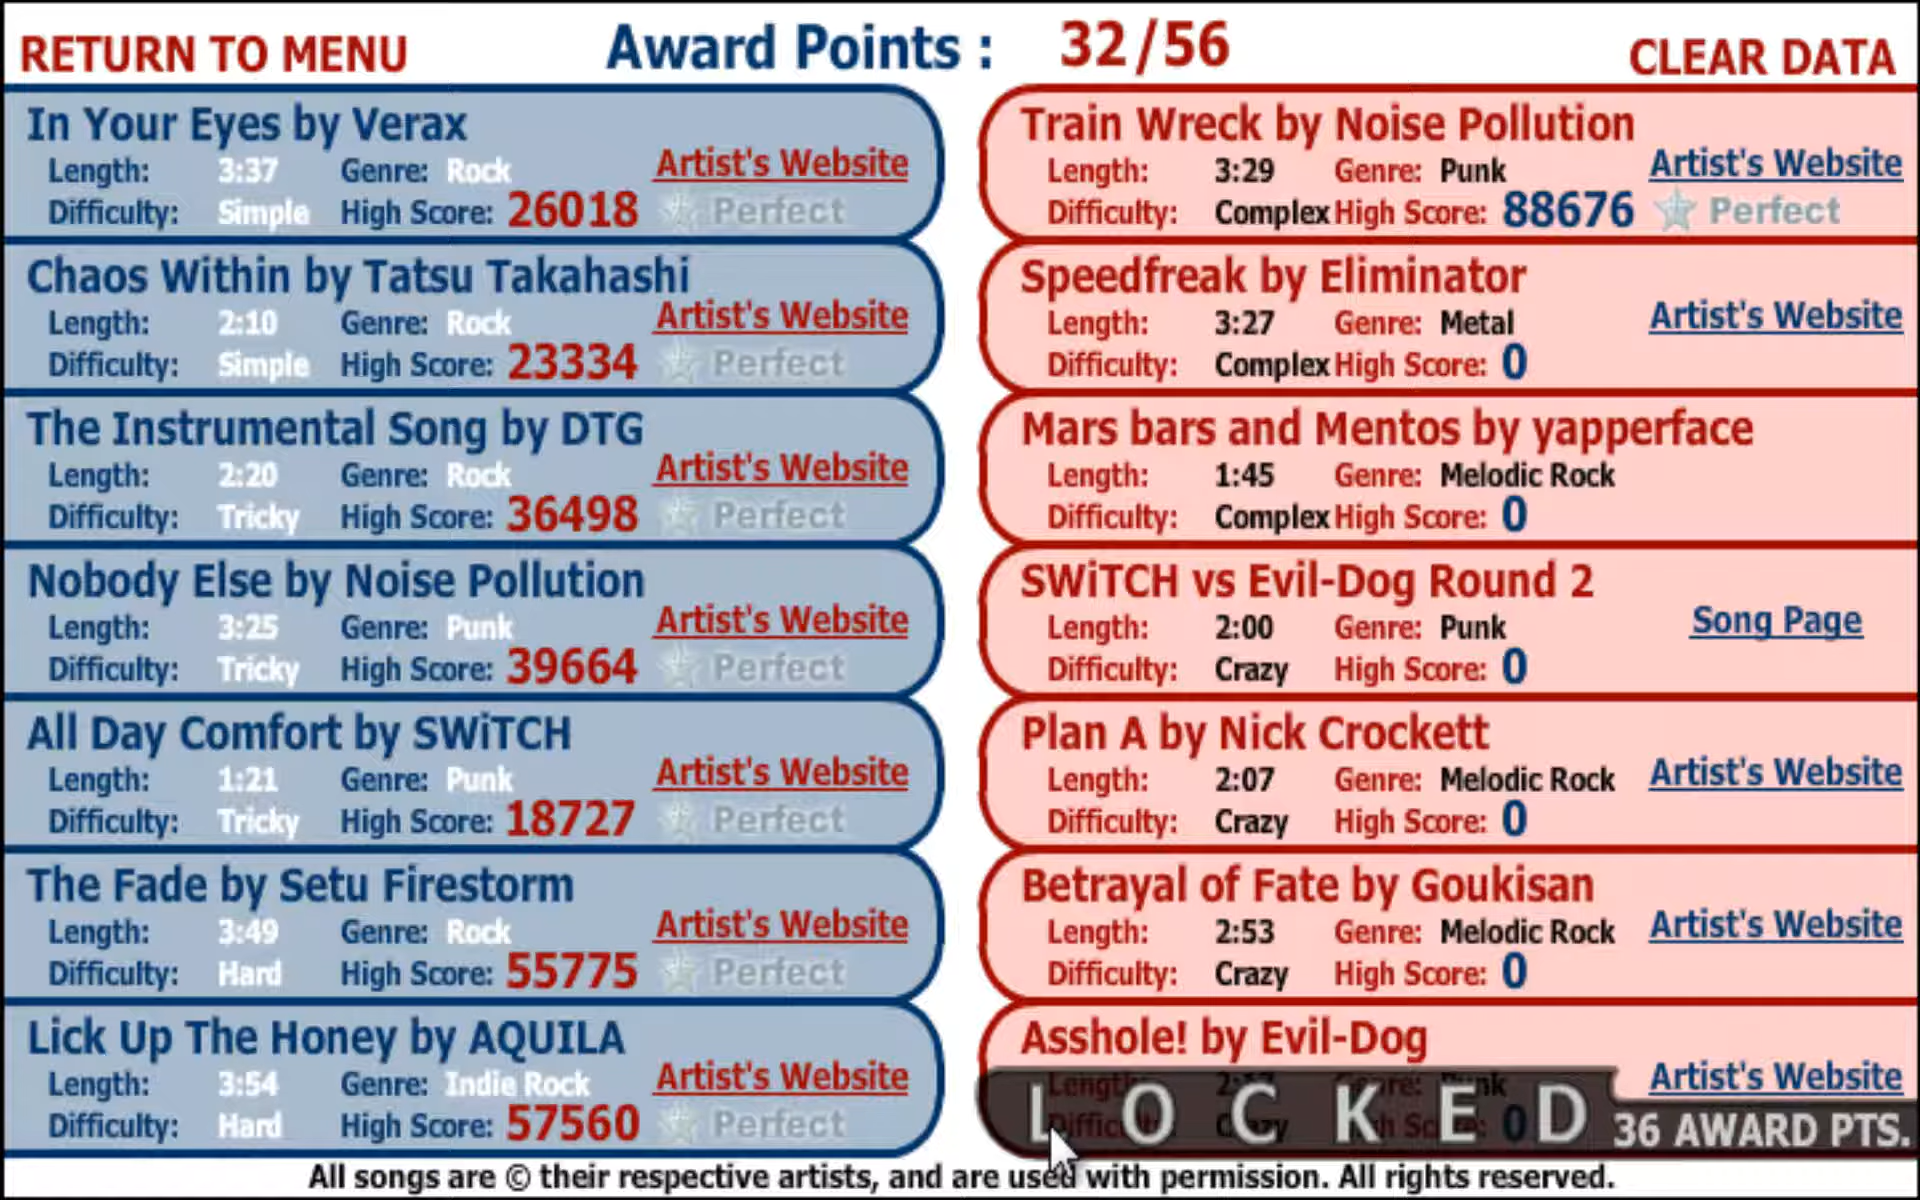 RETURN TO MENU Award Points : 32/56 CLEAR DATA
In Your Eyes by Verax
Length: 3:37 Genre: Rock Artist's Website
Difficulty: Simple High Score: 26018 Perfect
Chaos Within by Tatsu Takahashi
Length: 2:10 Genre: Rock Artist's Website
Difficulty: Simple High Score: 23334 Perfect
The Instrumental Song by DTG
Length: 2:20 Genre: Rock Artist's Website
Difficulty: Tricky High Score: 36498 Perfect
Nobody Else by Noise Pollution
Length: 3:25 Genre: Punk Artist's Website
Difficulty: Tricky High Score: 39664 Perfect
All Day Comfort by SWiTCH
Length: 1:21 Genre: Punk Artist's Website
Difficulty: Tricky High Score: 18727 Perfect
The Fade by Setu Firestorm
Length: 3:49 Genre: Rock Artist's Website
Difficulty: Hard High Score: 55775 Perfect
Lick Up The Honey by AQUILA
Length: 3:54 Genre: Indie Rock Artist's Website
Difficulty: Hard High Score: 57560 Perfect
Train Wreck by Noise Pollution
Length: 3:29 Genre: Punk Artist's Website
Difficulty: Complex High Score: 88676 Perfect
Speedfreak by Eliminator
Length: 3:27 Genre: Metal Artist's Website
Difficulty: Complex High Score: 0
Mars bars and Mentos by yapperface
Length: 1:45 Genre: Melodic Rock
Difficulty: Complex High Score: 0
SWiTCH vs Evil-Dog Round 2
Length: 2:00 Genre: Punk Song Page
Difficulty: Crazy High Score: 0
Plan A by Nick Crockett
Length: 2:07 Genre: Melodic Rock Artist's Website
Difficulty: Crazy High Score: 0
Betrayal of Fate by Goukisan
Length: 2:53 Genre: Melodic Rock Artist's Website
Difficulty: Crazy High Score: 0
Asshole! by Evil-Dog
Artist's Website
LOCKED 36 AWARD PTS.
All songs are © their respective artists, and are used with permission. All rights reserved.